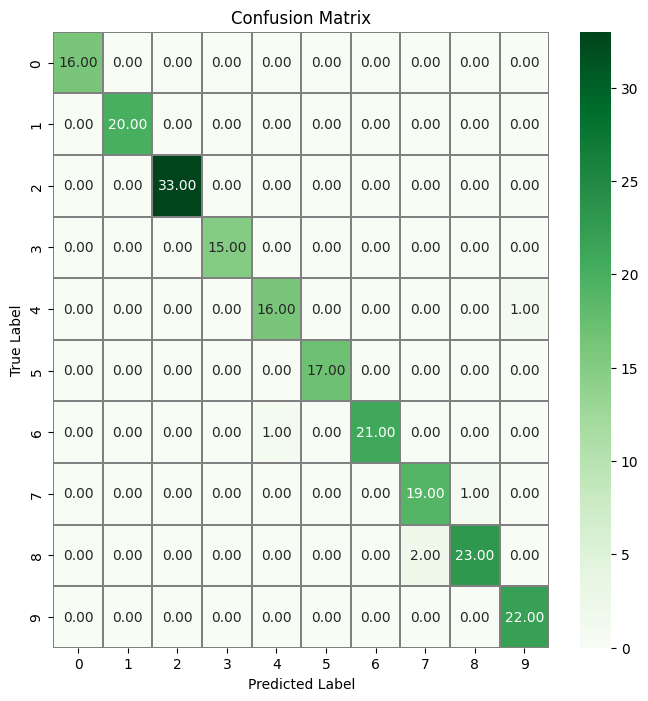 Confusion Matrix
0 16.00 0.00 0.00 0.00 0.00 0.00 0.00 0.00 0.00 0.00
1 0.00 20.00 0.00 0.00 0.00 0.00 0.00 0.00 0.00 0.00
2 0.00 0.00 33.00 0.00 0.00 0.00 0.00 0.00 0.00 0.00
3 0.00 0.00 0.00 15.00 0.00 0.00 0.00 0.00 0.00 0.00
4 0.00 0.00 0.00 0.00 16.00 0.00 0.00 0.00 0.00 1.00
5 0.00 0.00 0.00 0.00 0.00 17.00 0.00 0.00 0.00 0.00
6 0.00 0.00 0.00 0.00 1.00 0.00 21.00 0.00 0.00 0.00
7 0.00 0.00 0.00 0.00 0.00 0.00 0.00 19.00 1.00 0.00
8 0.00 0.00 0.00 0.00 0.00 0.00 0.00 2.00 23.00 0.00
9 0.00 0.00 0.00 0.00 0.00 0.00 0.00 0.00 0.00 22.00
0 1 2 3 4 5 6 7 8 9
Predicted Label
True Label
30
25
20
15
10
5
0